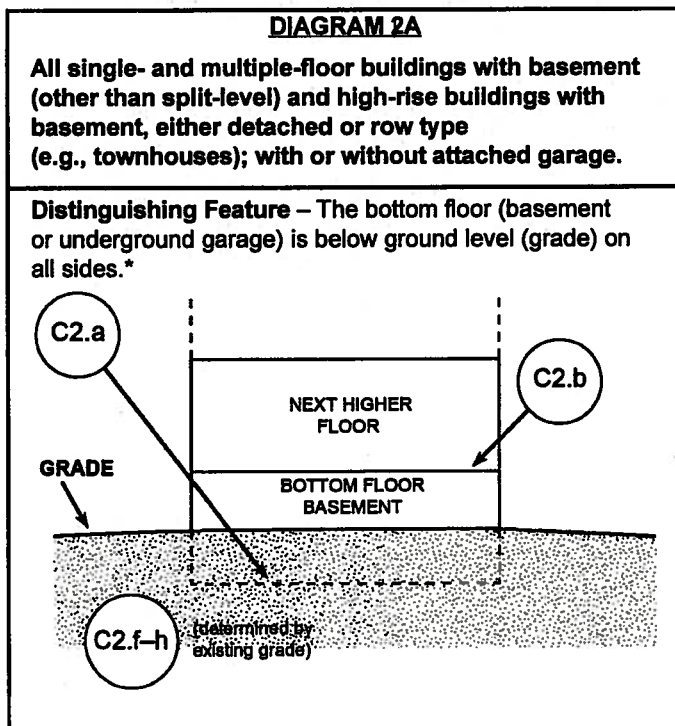 DIAGRAM 2A
All single- and multiple-floor buildings with basement
(other than split-level) and high-rise buildings with
basement, either detached or row type
(e.g., townhouses); with or without attached garage.
Distinguishing Feature – The bottom floor (basement
or underground garage) is below ground level (grade) on
all sides.*
C2.a
C2.b
NEXT HIGHER
FLOOR
GRADE
BOTTOM FLOOR
BASEMENT
C2.f–h
(determined by
existing grade)